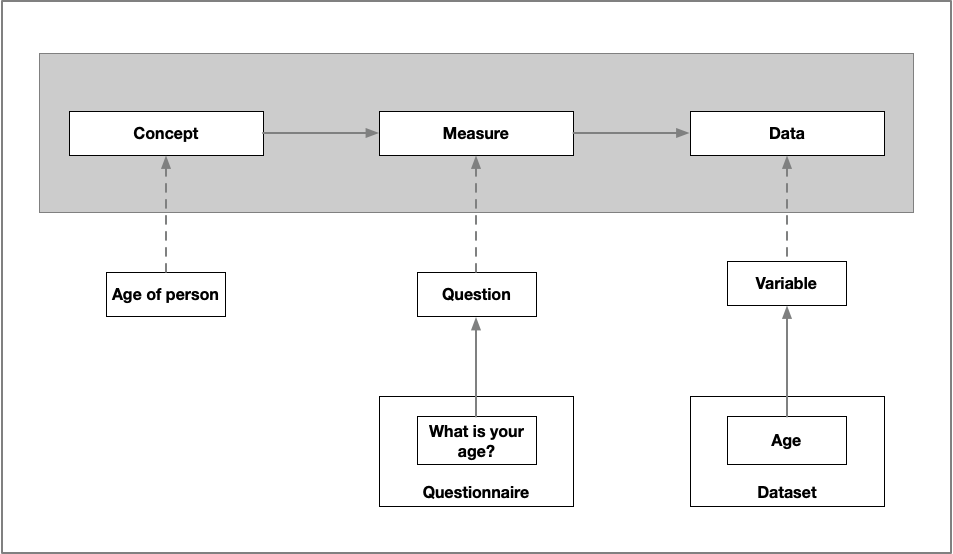 Concept
Measure
Data
Age of person
Question
Variable
What is your
age?
Age
Questionnaire
Dataset